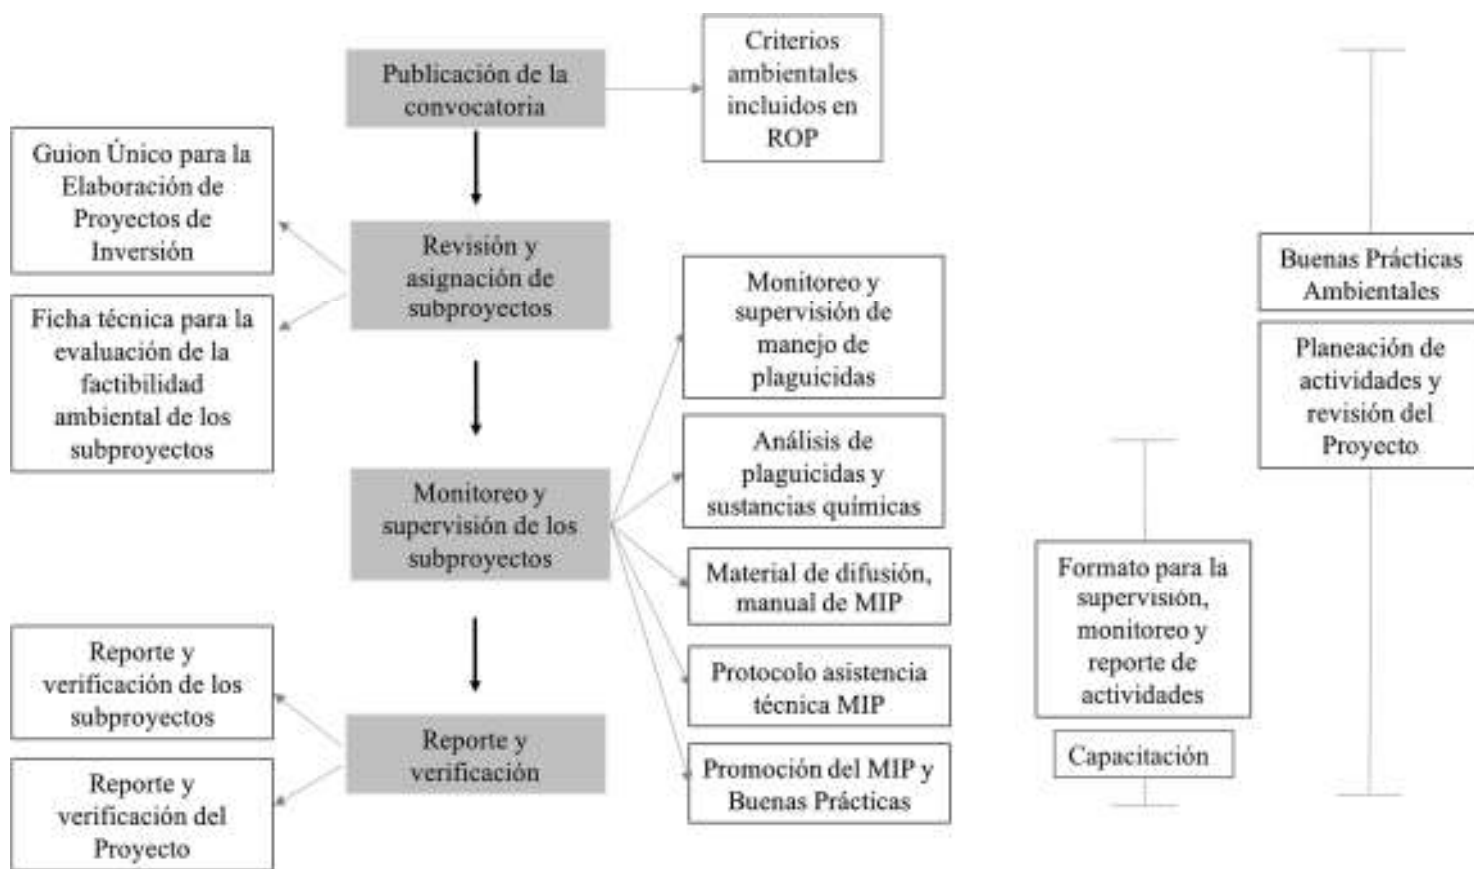 Publicación de la
convocatoria
Criterios
ambientales
incluidos en
ROP
Guion Único para la
Elaboración de
Proyectos de
Inversión
Revisión y
asignación de
subproyectos
Ficha técnica para la
evaluación de la
factibilidad
ambiental de los
subproyectos
Monitoreo y
supervisión de
manejo de
plaguicidas
Monitoreo y
supervisión de los
subproyectos
Análisis de
plaguicidas y
sustancias químicas
Material de difusión,
manual de MIP
Protocolo asistencia
técnica MIP
Promoción del MIP y
Buenas Prácticas
Reporte y
verificación de los
subproyectos
Reporte y
verificación
Reporte y
verificación del
Proyecto
Formato para la
supervisión,
monitoreo y
reporte de
actividades
Capacitación
Buenas Prácticas
Ambientales
Planeación de
actividades y
revisión del
Proyecto